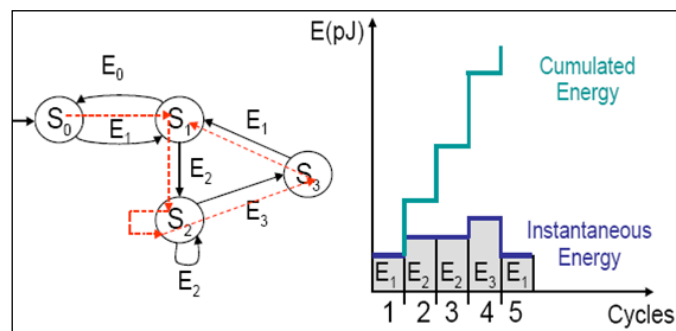 E(pJ)
E0
Cumulated
Energy
S0
E1
S1
E1
E2
S3
S2
E3
Instantaneous
Energy
E2
E1
E2
E2
E3
E1
1 2 3 4 5 Cycles